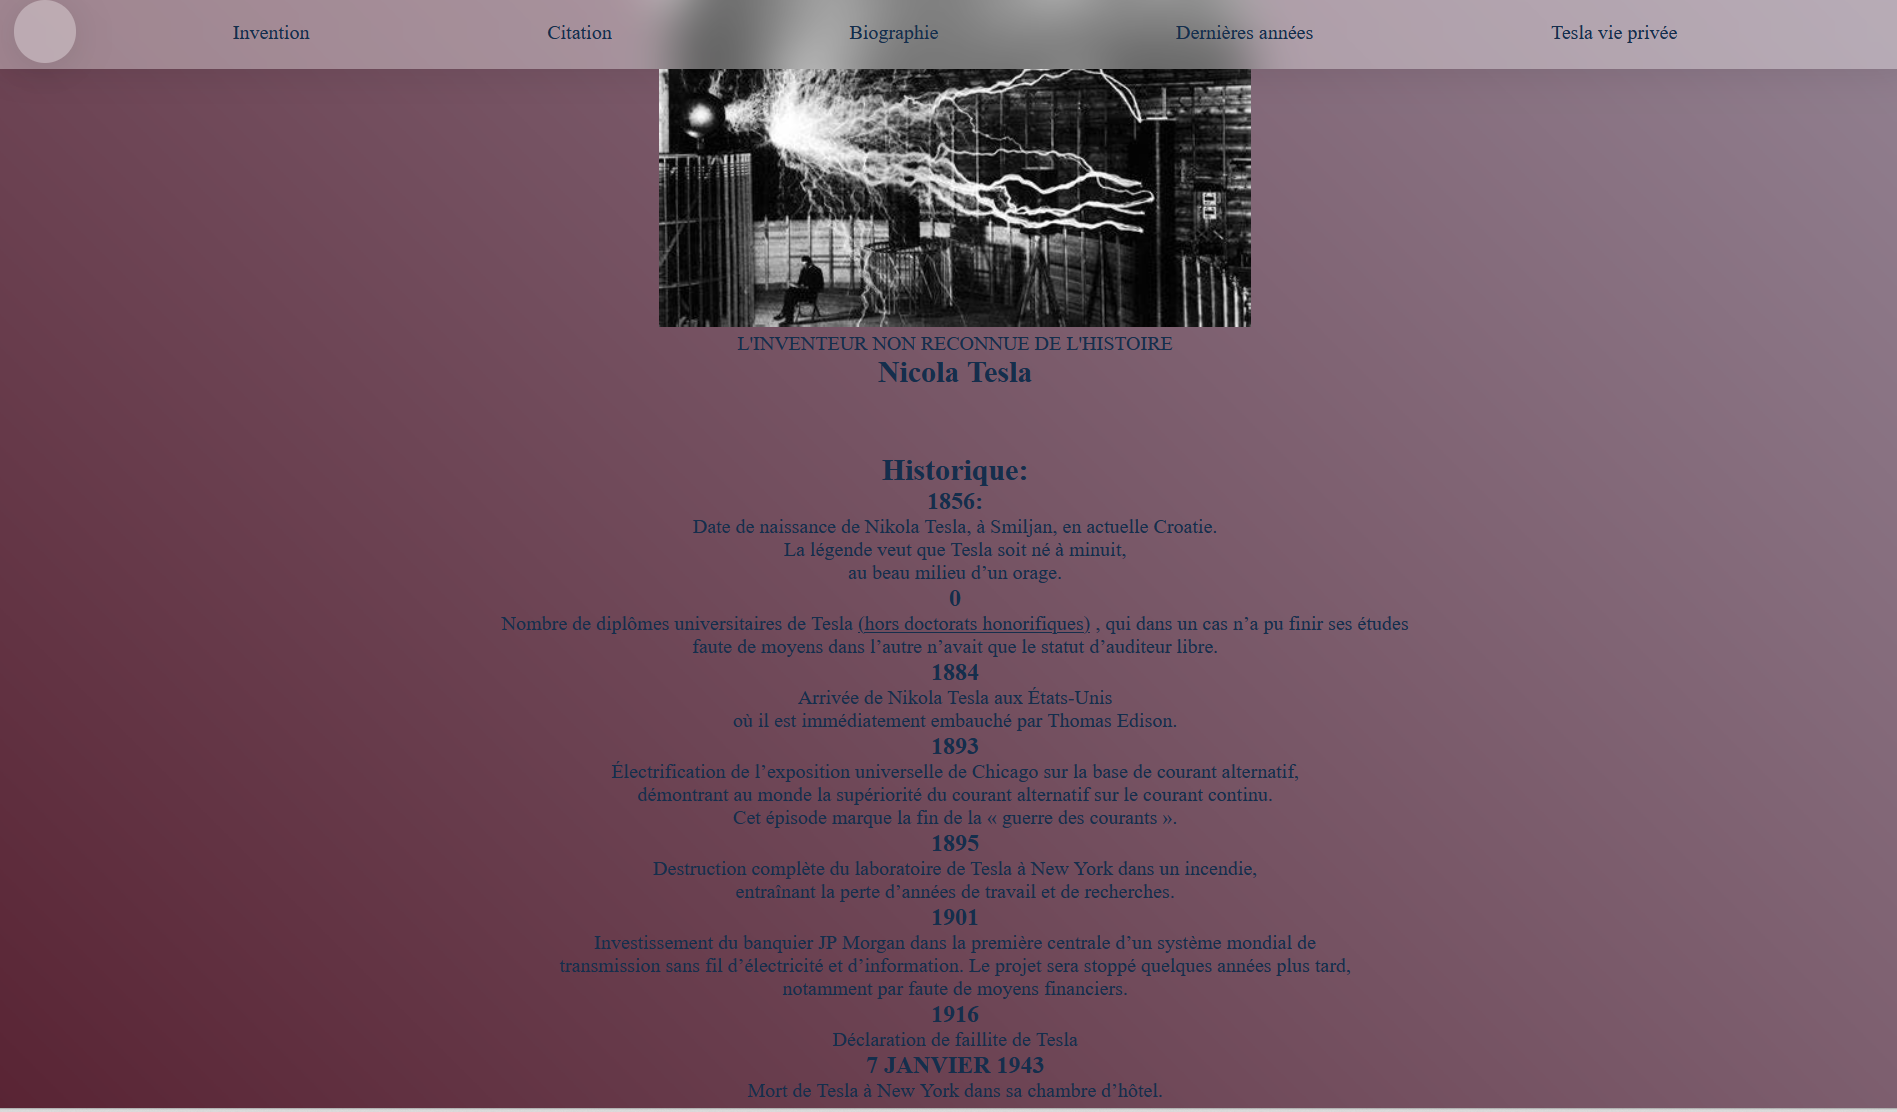 Invention
Citation
Biographie
Dernières années
Tesla vie privée
L'INVENTEUR NON RECONNUE DE L'HISTOIRE
Nicola Tesla
Historique:
1856:
Date de naissance de Nikola Tesla, à Smiljan, en actuelle Croatie.
La légende veut que Tesla soit né à minuit,
au beau milieu d’un orage.
0
Nombre de diplômes universitaires de Tesla (hors doctorats honorifiques) , qui dans un cas n’a pu finir ses études
faute de moyens dans l’autre n’avait que le statut d’auditeur libre.
1884
Arrivée de Nikola Tesla aux États-Unis
où il est immédiatement embauché par Thomas Edison.
1893
Électrification de l’exposition universelle de Chicago sur la base de courant alternatif,
démontrant au monde la supériorité du courant alternatif sur le courant continu.
Cet épisode marque la fin de la « guerre des courants ».
1895
Destruction complète du laboratoire de Tesla à New York dans un incendie,
entraînant la perte d’années de travail et de recherches.
1901
Investissement du banquier JP Morgan dans la première centrale d’un système mondial de
transmission sans fil d’électricité et d’information. Le projet sera stoppé quelques années plus tard,
notamment par faute de moyens financiers.
1916
Déclaration de faillite de Tesla
7 JANVIER 1943
Mort de Tesla à New York dans sa chambre d’hôtel.